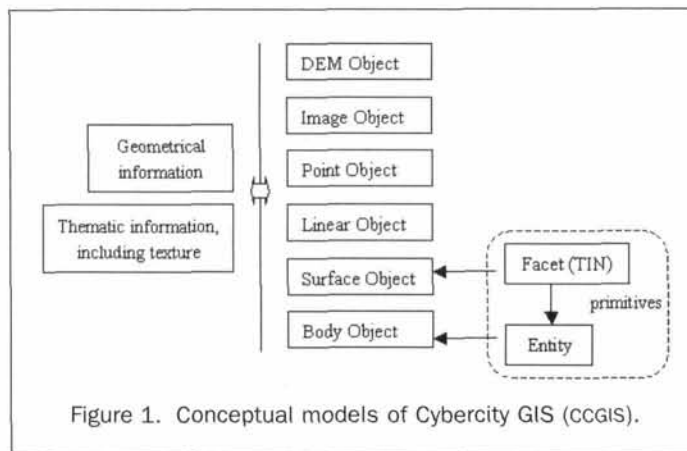 DEM Object
Image Object
Geometrical
information
Point Object
Thematic information,
including texture
Linear Object
Surface Object
Facet (TIN)
primitives
Body Object
Entity
Figure 1. Conceptual models of Cybercity GIS (CCGIS).